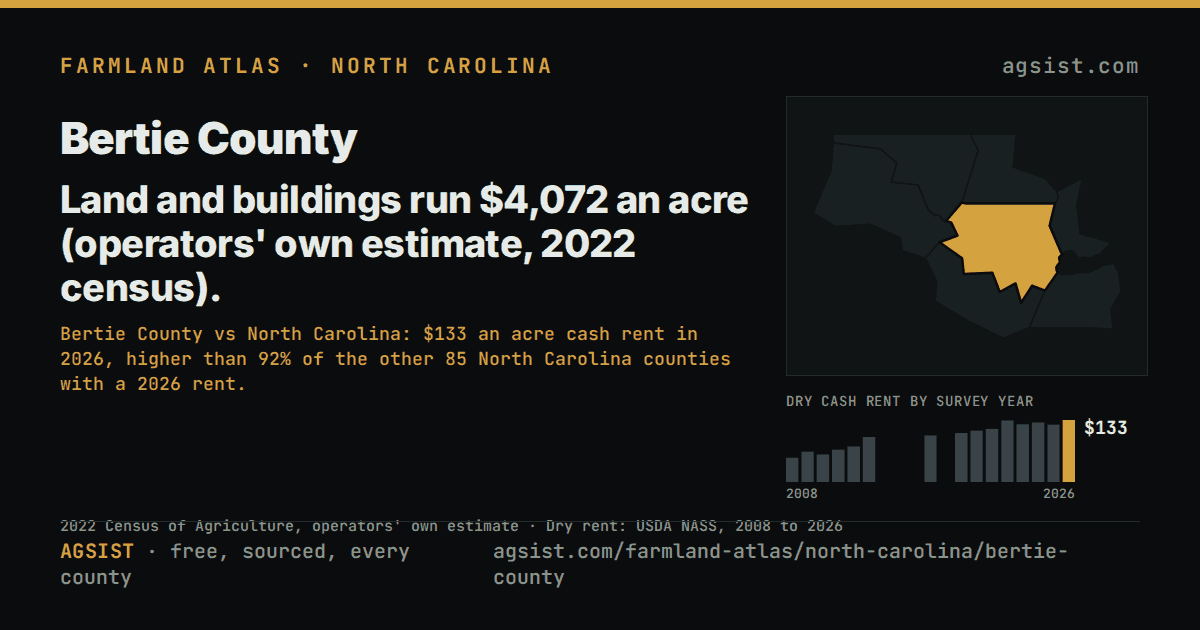 FARMLAND ATLAS · NORTH CAROLINA
agsist.com
Bertie County
Land and buildings run $4,072 an acre
(operators' own estimate, 2022
census).
Bertie County vs North Carolina: $133 an acre cash rent in
2026, higher than 92% of the other 85 North Carolina counties
with a 2026 rent.
DRY CASH RENT BY SURVEY YEAR
$133
2008
2026
2022 Census of Agriculture, operators' own estimate · Dry rent: USDA NASS, 2008 to 2026
AGSIST · free, sourced, every
county
agsist.com/farmland-atlas/north-carolina/bertie-
county